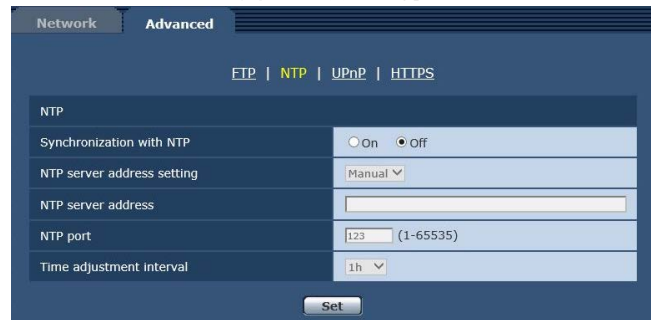 Network Advanced
FTP | NTP | UPnP | HTTPS
NTP
Synchronization with NTP On Off
NTP server address setting Manual
NTP server address
NTP port 123 (1-65535)
Time adjustment interval 1h
Set